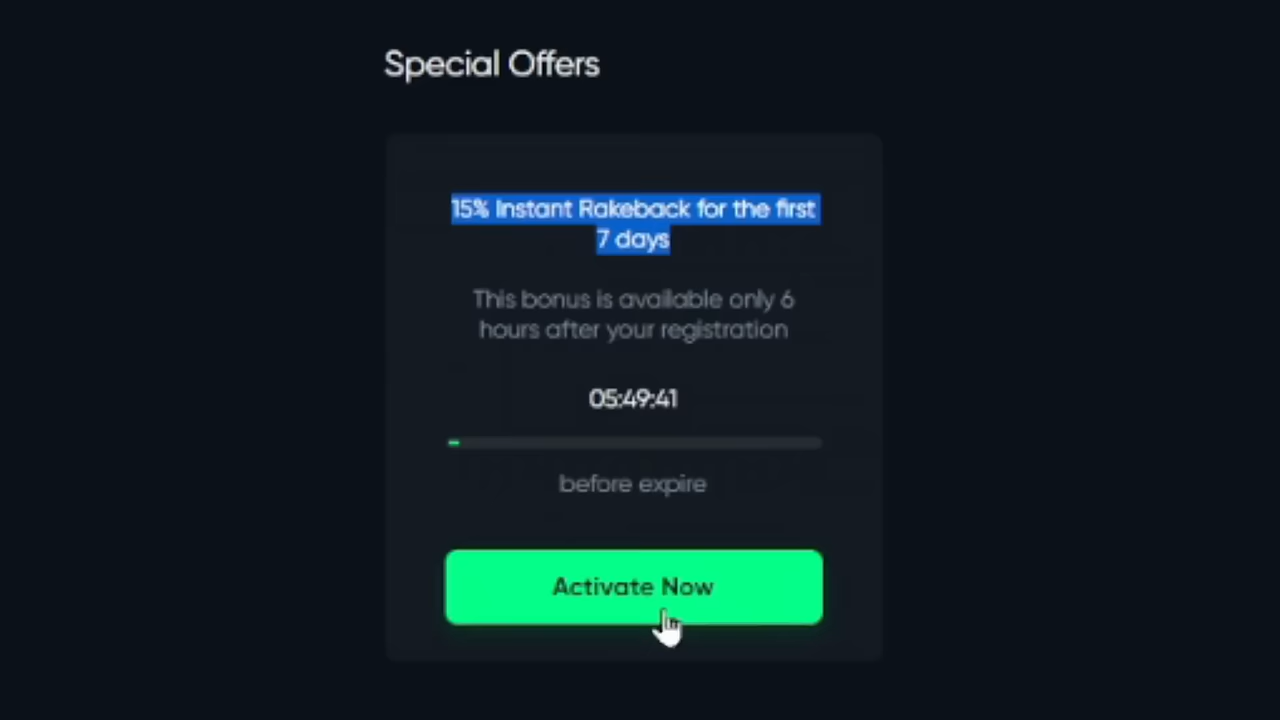 Special Offers
15% Instant Rakeback for the first
7 days
This bonus is available only 6
hours after your registration
05:49:41
before expire
Activate Now